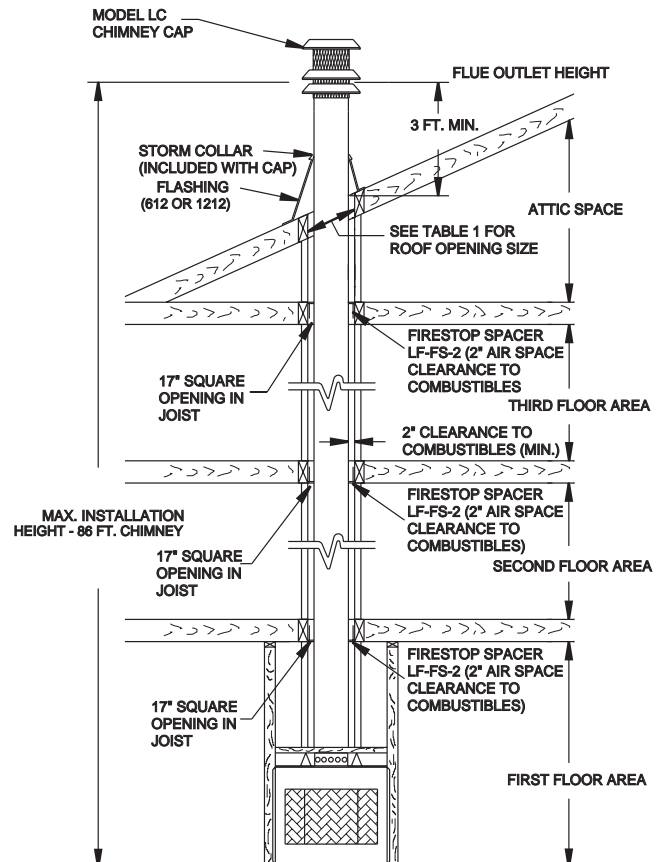 MODEL LC
CHIMNEY CAP
FLUE OUTLET HEIGHT
3 FT. MIN.
STORM COLLAR
(INCLUDED WITH CAP)
FLASHING
(612 OR 1212)
ATTIC SPACE
SEE TABLE 1 FOR
ROOF OPENING SIZE
FIRESTOP SPACER
LF-FS-2 (2" AIR SPACE
CLEARANCE TO
COMBUSTIBLES
17" SQUARE
OPENING IN
JOIST
THIRD FLOOR AREA
2" CLEARANCE TO
COMBUSTIBLES (MIN.)
MAX. INSTALLATION
HEIGHT - 86 FT. CHIMNEY
FIRESTOP SPACER
LF-FS-2 (2" AIR SPACE
CLEARANCE TO
COMBUSTIBLES)
17" SQUARE
OPENING IN
JOIST
SECOND FLOOR AREA
FIRESTOP SPACER
LF-FS-2 (2" AIR SPACE
CLEARANCE TO
COMBUSTIBLES)
17" SQUARE
OPENING IN
JOIST
FIRST FLOOR AREA